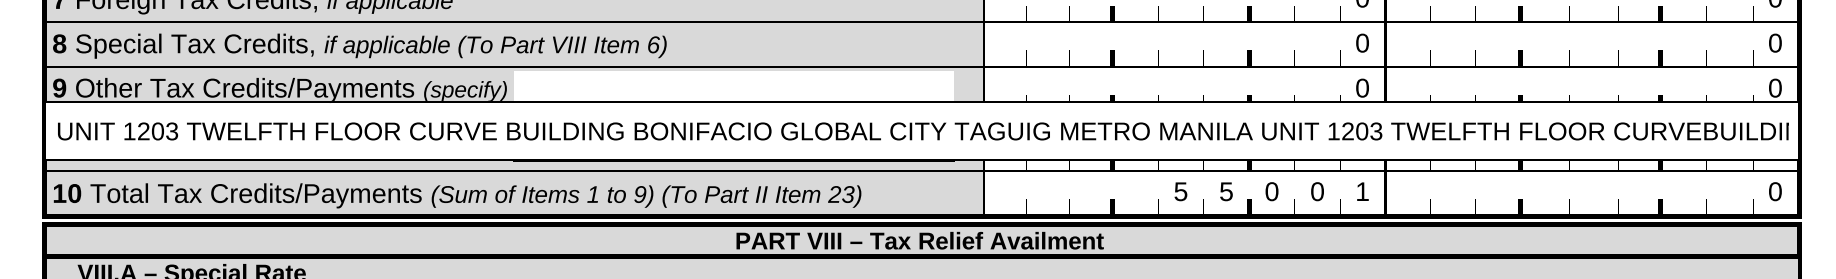 7 Foreign Tax Credits, if applicable 0 0
8 Special Tax Credits, if applicable (To Part VIII Item 6) 0 0
9 Other Tax Credits/Payments (specify) 0 0
UNIT 1203 TWELFTH FLOOR CURVE BUILDING BONIFACIO GLOBAL CITY TAGUIG METRO MANILA UNIT 1203 TWELFTH FLOOR CURVEBUILDI
10 Total Tax Credits/Payments (Sum of Items 1 to 9) (To Part II Item 23) 5 5 0 0 1 0
PART VIII – Tax Relief Availment
VIII.A – Special Rate